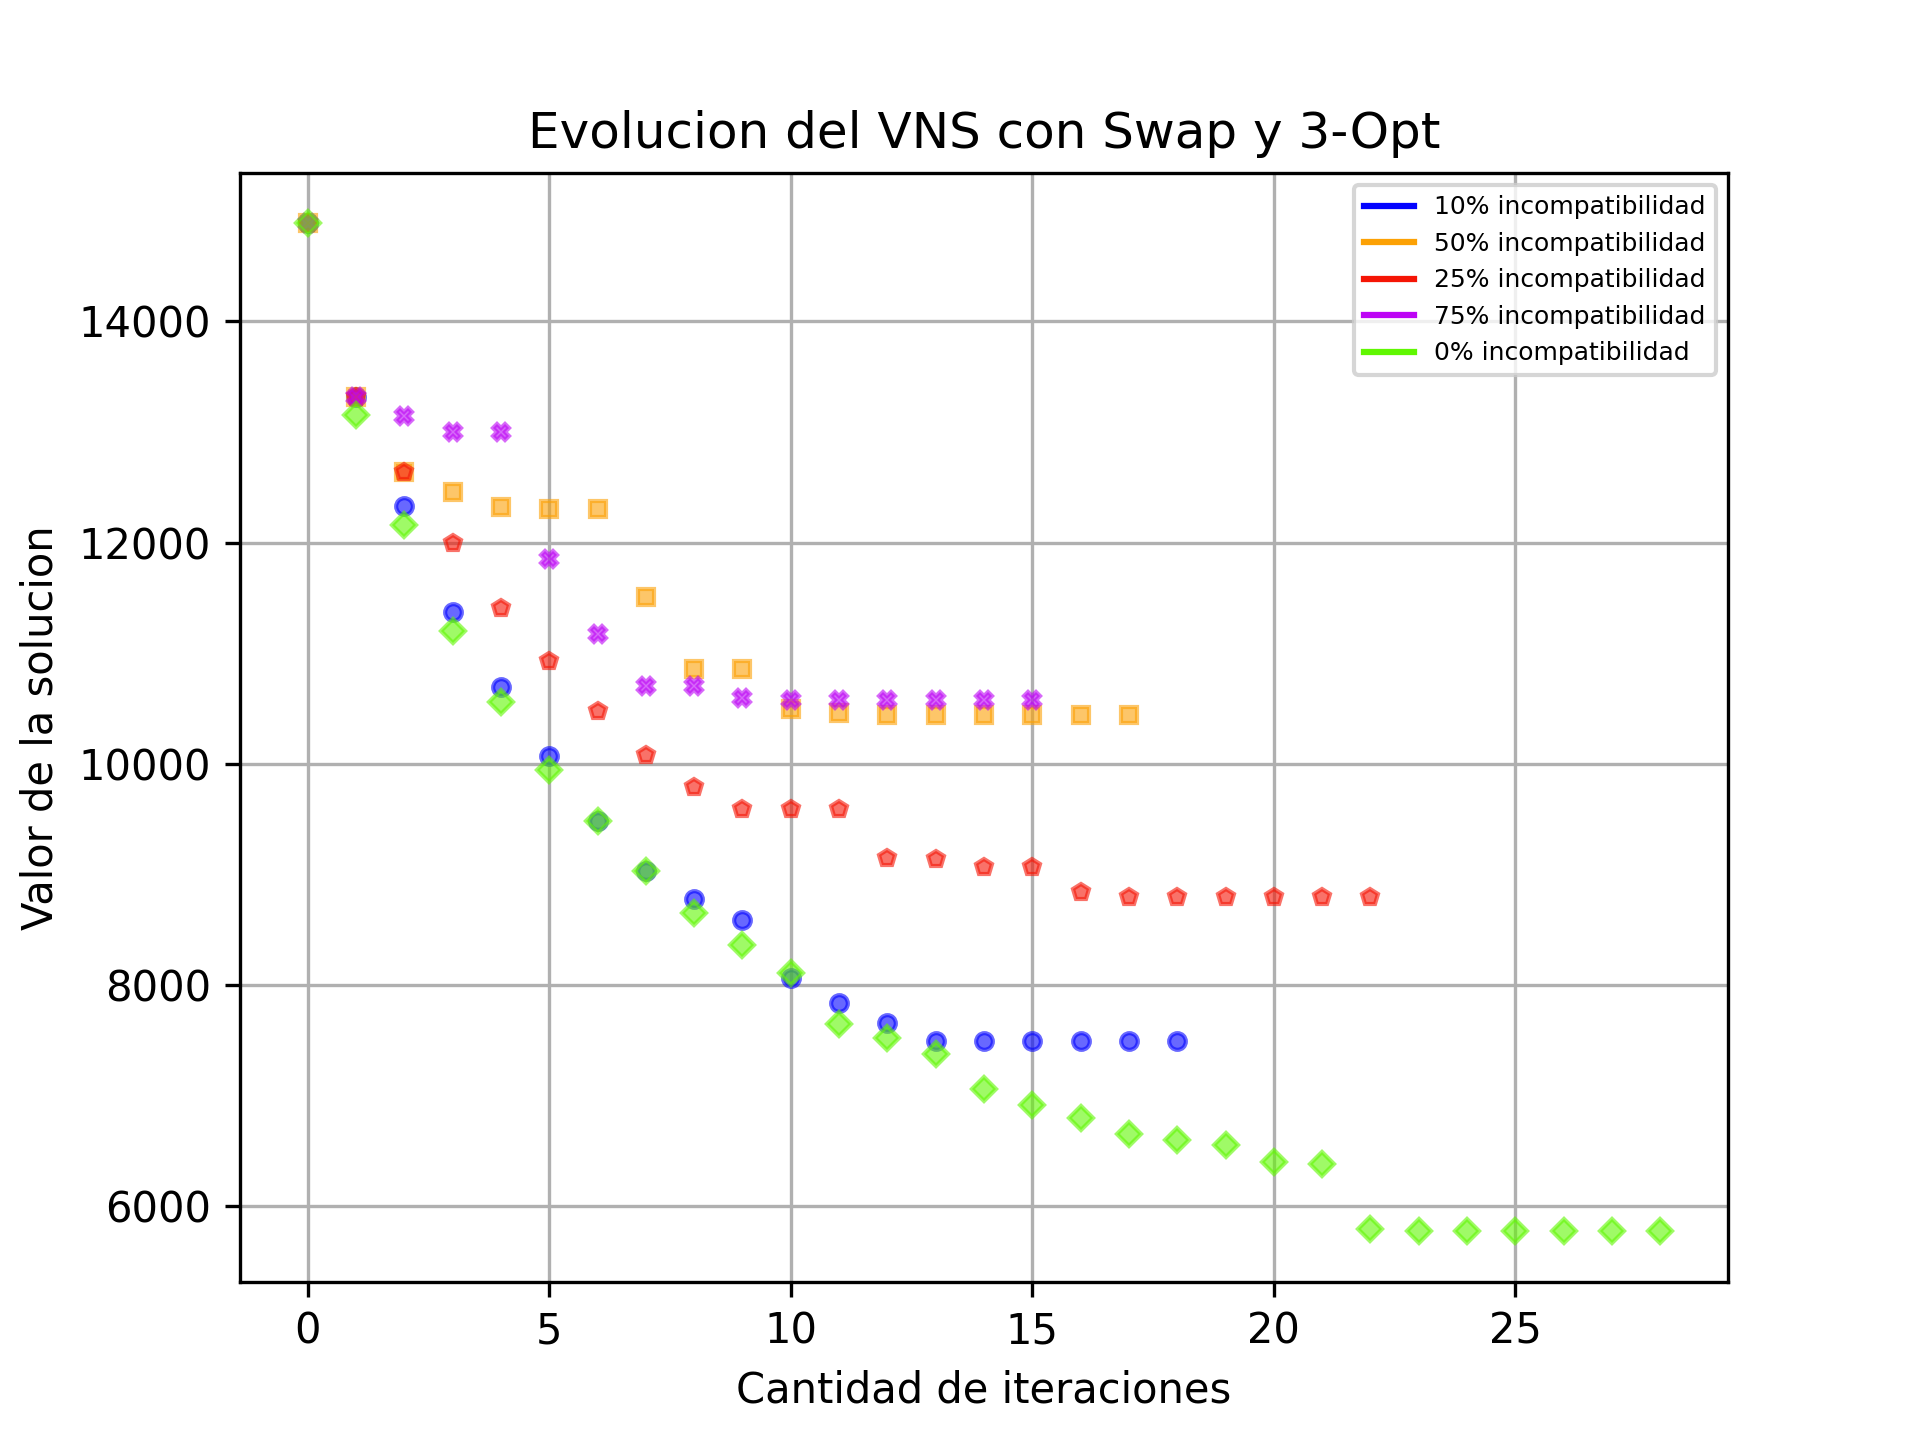 Evolucion del VNS con Swap y 3-Opt
10% incompatibilidad
50% incompatibilidad
25% incompatibilidad
75% incompatibilidad
0% incompatibilidad
Valor de la solucion
14000
12000
10000
8000
6000
0 5 10 15 20 25
Cantidad de iteraciones